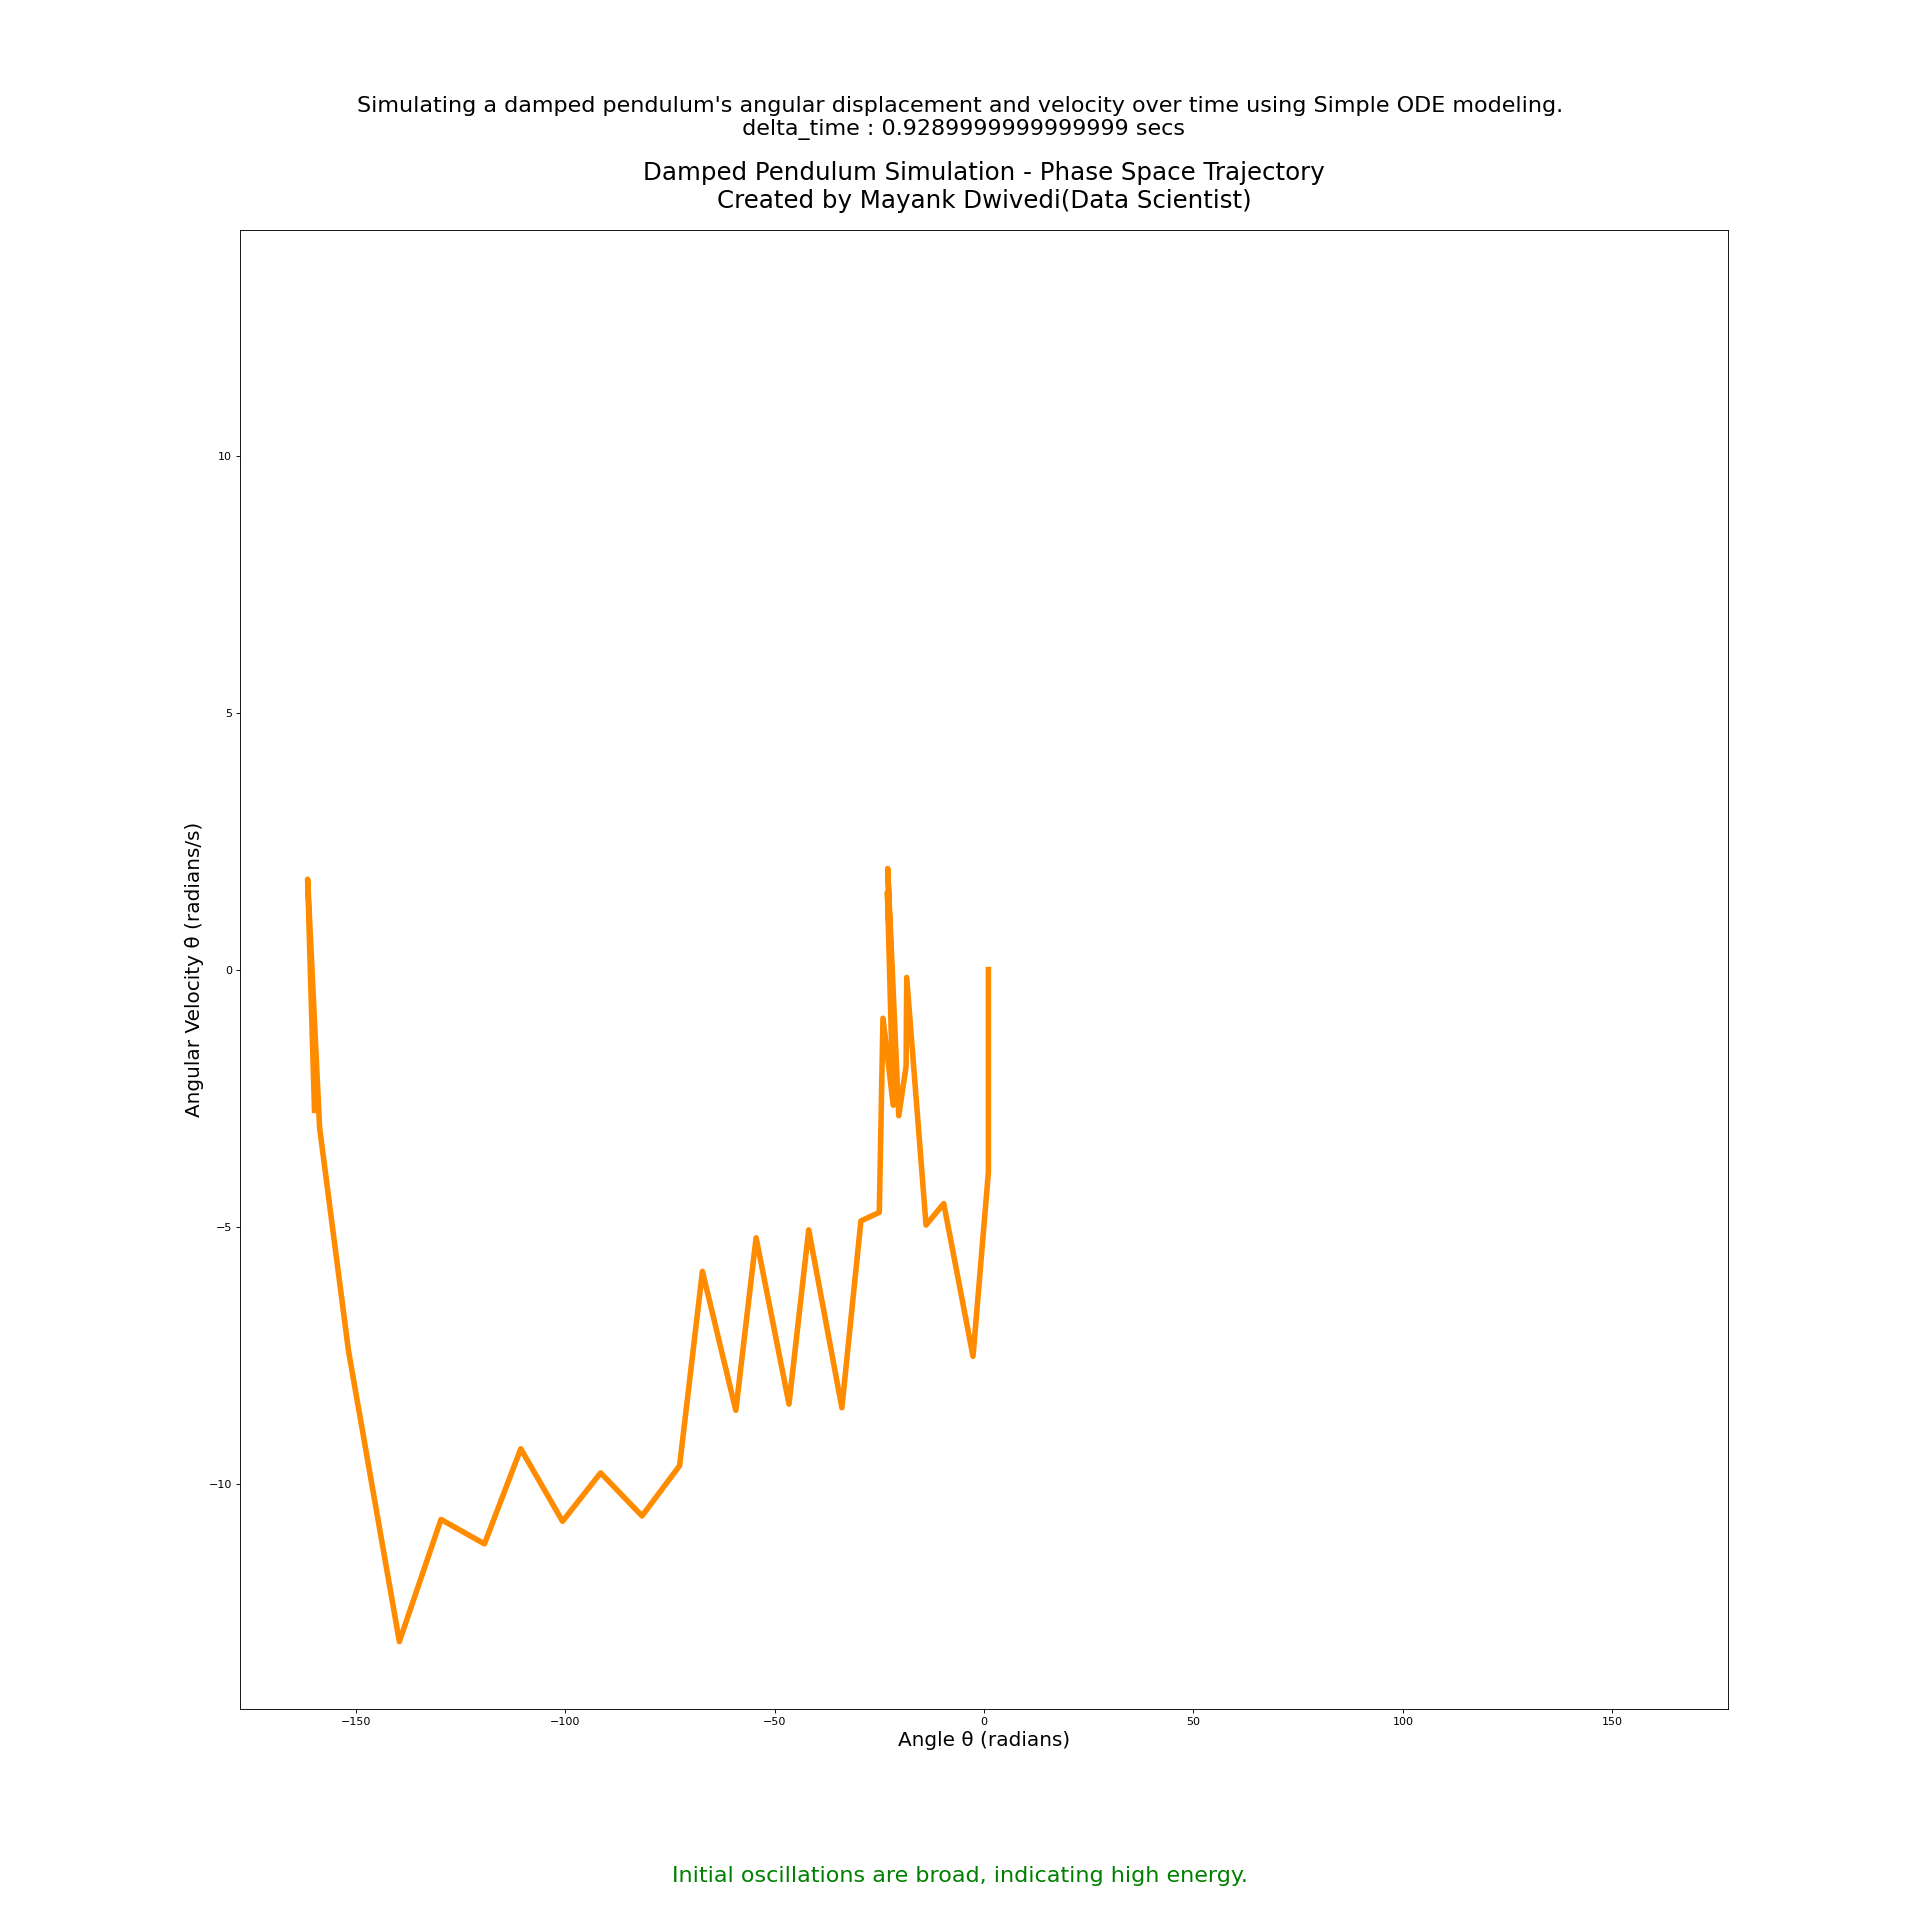 Simulating a damped pendulum's angular displacement and velocity over time using Simple ODE modeling.
delta_time : 0.9289999999999999 secs
Damped Pendulum Simulation - Phase Space Trajectory
Created by Mayank Dwivedi(Data Scientist)
Angular Velocity θ (radians/s)
10
5
0
−5
−10
−150
−100
−50
0
50
100
150
Angle θ (radians)
Initial oscillations are broad, indicating high energy.